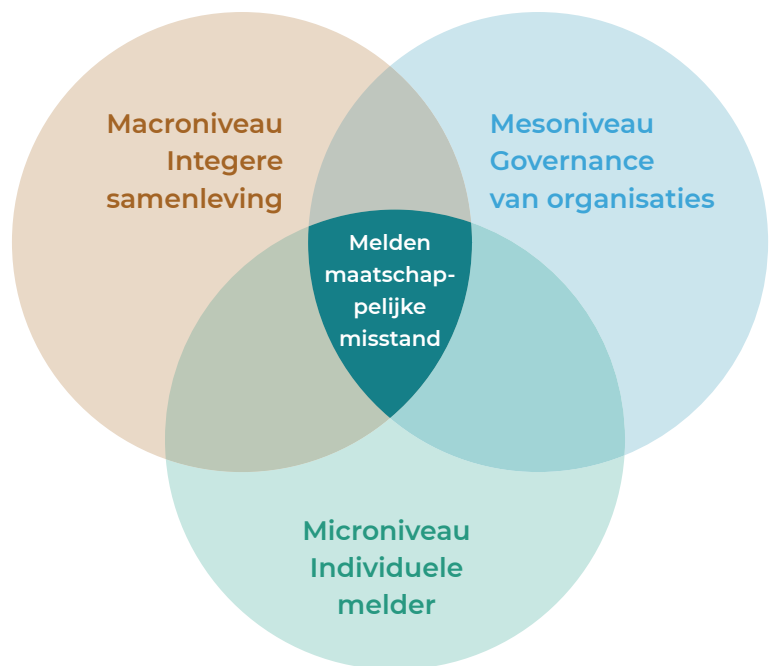 Macroniveau
Integere
samenleving
Mesoniveau
Governance
van organisaties
Melden
maatschap-
pelijke
misstand
Microniveau
Individuele
melder